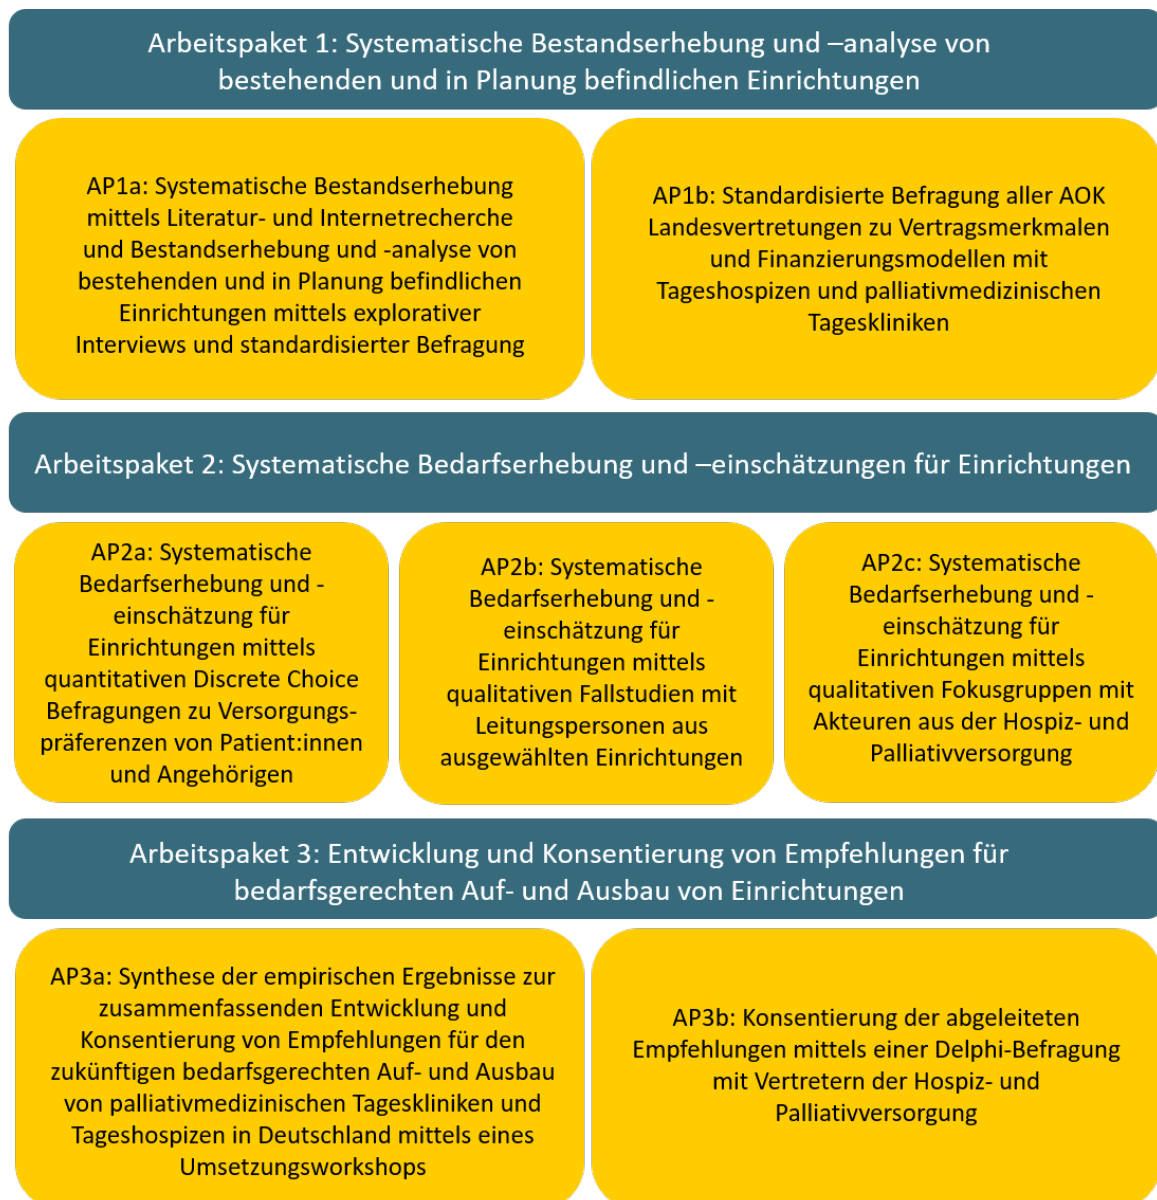 Arbeitspaket 1: Systematische Bestandserhebung und –analyse von
bestehenden und in Planung befindlichen Einrichtungen
AP1a: Systematische Bestandserhebung
mittels Literatur- und Internetrecherche
und Bestandserhebung und -analyse von
bestehenden und in Planung befindlichen
Einrichtungen mittels explorativer
Interviews und standardisierter Befragung
AP1b: Standardisierte Befragung aller AOK
Landesvertretungen zu Vertragsmerkmalen
und Finanzierungsmodellen mit
Tageshospizen und palliativmedizinischen
Tageskliniken
Arbeitspaket 2: Systematische Bedarfserhebung und –einschätzungen für Einrichtungen
AP2a: Systematische
Bedarfserhebung und -
einschätzung für
Einrichtungen mittels
quantitativen Discrete Choice
Befragungen zu Versorgungs-
präferenzen von Patient:innen
und Angehörigen
AP2b: Systematische
Bedarfserhebung und -
einschätzung für
Einrichtungen mittels
qualitativen Fallstudien mit
Leitungspersonen aus
ausgewählten Einrichtungen
AP2c: Systematische
Bedarfserhebung und -
einschätzung für
Einrichtungen mittels
qualitativen Fokusgruppen mit
Akteuren aus der Hospiz- und
Palliativversorgung
Arbeitspaket 3: Entwicklung und Konsentierung von Empfehlungen für
bedarfsgerechten Auf- und Ausbau von Einrichtungen
AP3a: Synthese der empirischen Ergebnisse zur
zusammenfassenden Entwicklung und
Konsentierung von Empfehlungen für den
zukünftigen bedarfsgerechten Auf- und Ausbau
von palliativmedizinischen Tageskliniken und
Tageshospizen in Deutschland mittels eines
Umsetzungsworkshops
AP3b: Konsentierung der abgeleiteten
Empfehlungen mittels einer Delphi-Befragung
mit Vertretern der Hospiz- und
Palliativversorgung